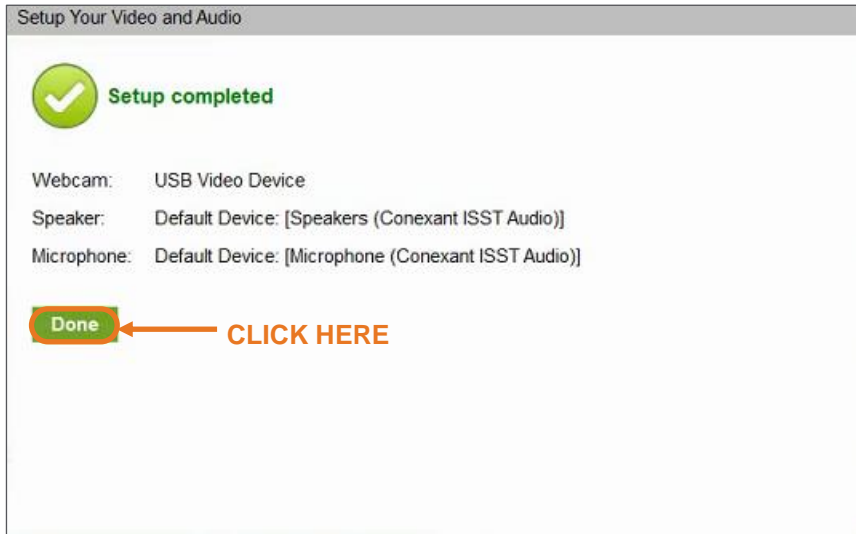 Setup Your Video and Audio
Setup completed
Webcam: USB Video Device
Speaker: Default Device: [Speakers (Conexant ISST Audio)]
Microphone: Default Device: [Microphone (Conexant ISST Audio)]
Done CLICK HERE